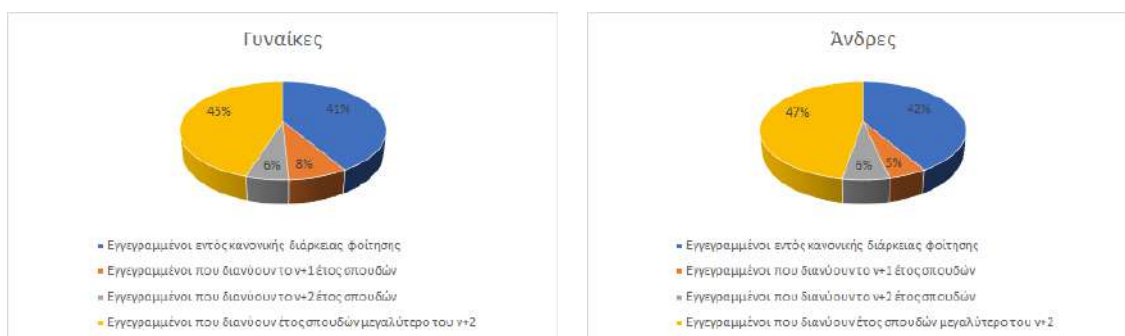 Γυναίκες
45%
41%
6%
8%
Εγγεγραμμένοι εντός κανονικής διάρκειας φοίτησης
Εγγεγραμμένοι που διανύουν το ν+1 έτος σπουδών
Εγγεγραμμένοι που διανύουν το ν+2 έτος σπουδών
Εγγεγραμμένοι που διανύουν έτος σπουδών μεγαλύτερο του ν+2
Άνδρες
47%
42%
6%
5%
Εγγεγραμμένοι εντός κανονικής διάρκειας φοίτησης
Εγγεγραμμένοι που διανύουν το ν+1 έτος σπουδών
Εγγεγραμμένοι που διανύουν το ν+2 έτος σπουδών
Εγγεγραμμένοι που διανύουν έτος σπουδών μεγαλύτερο του ν+2